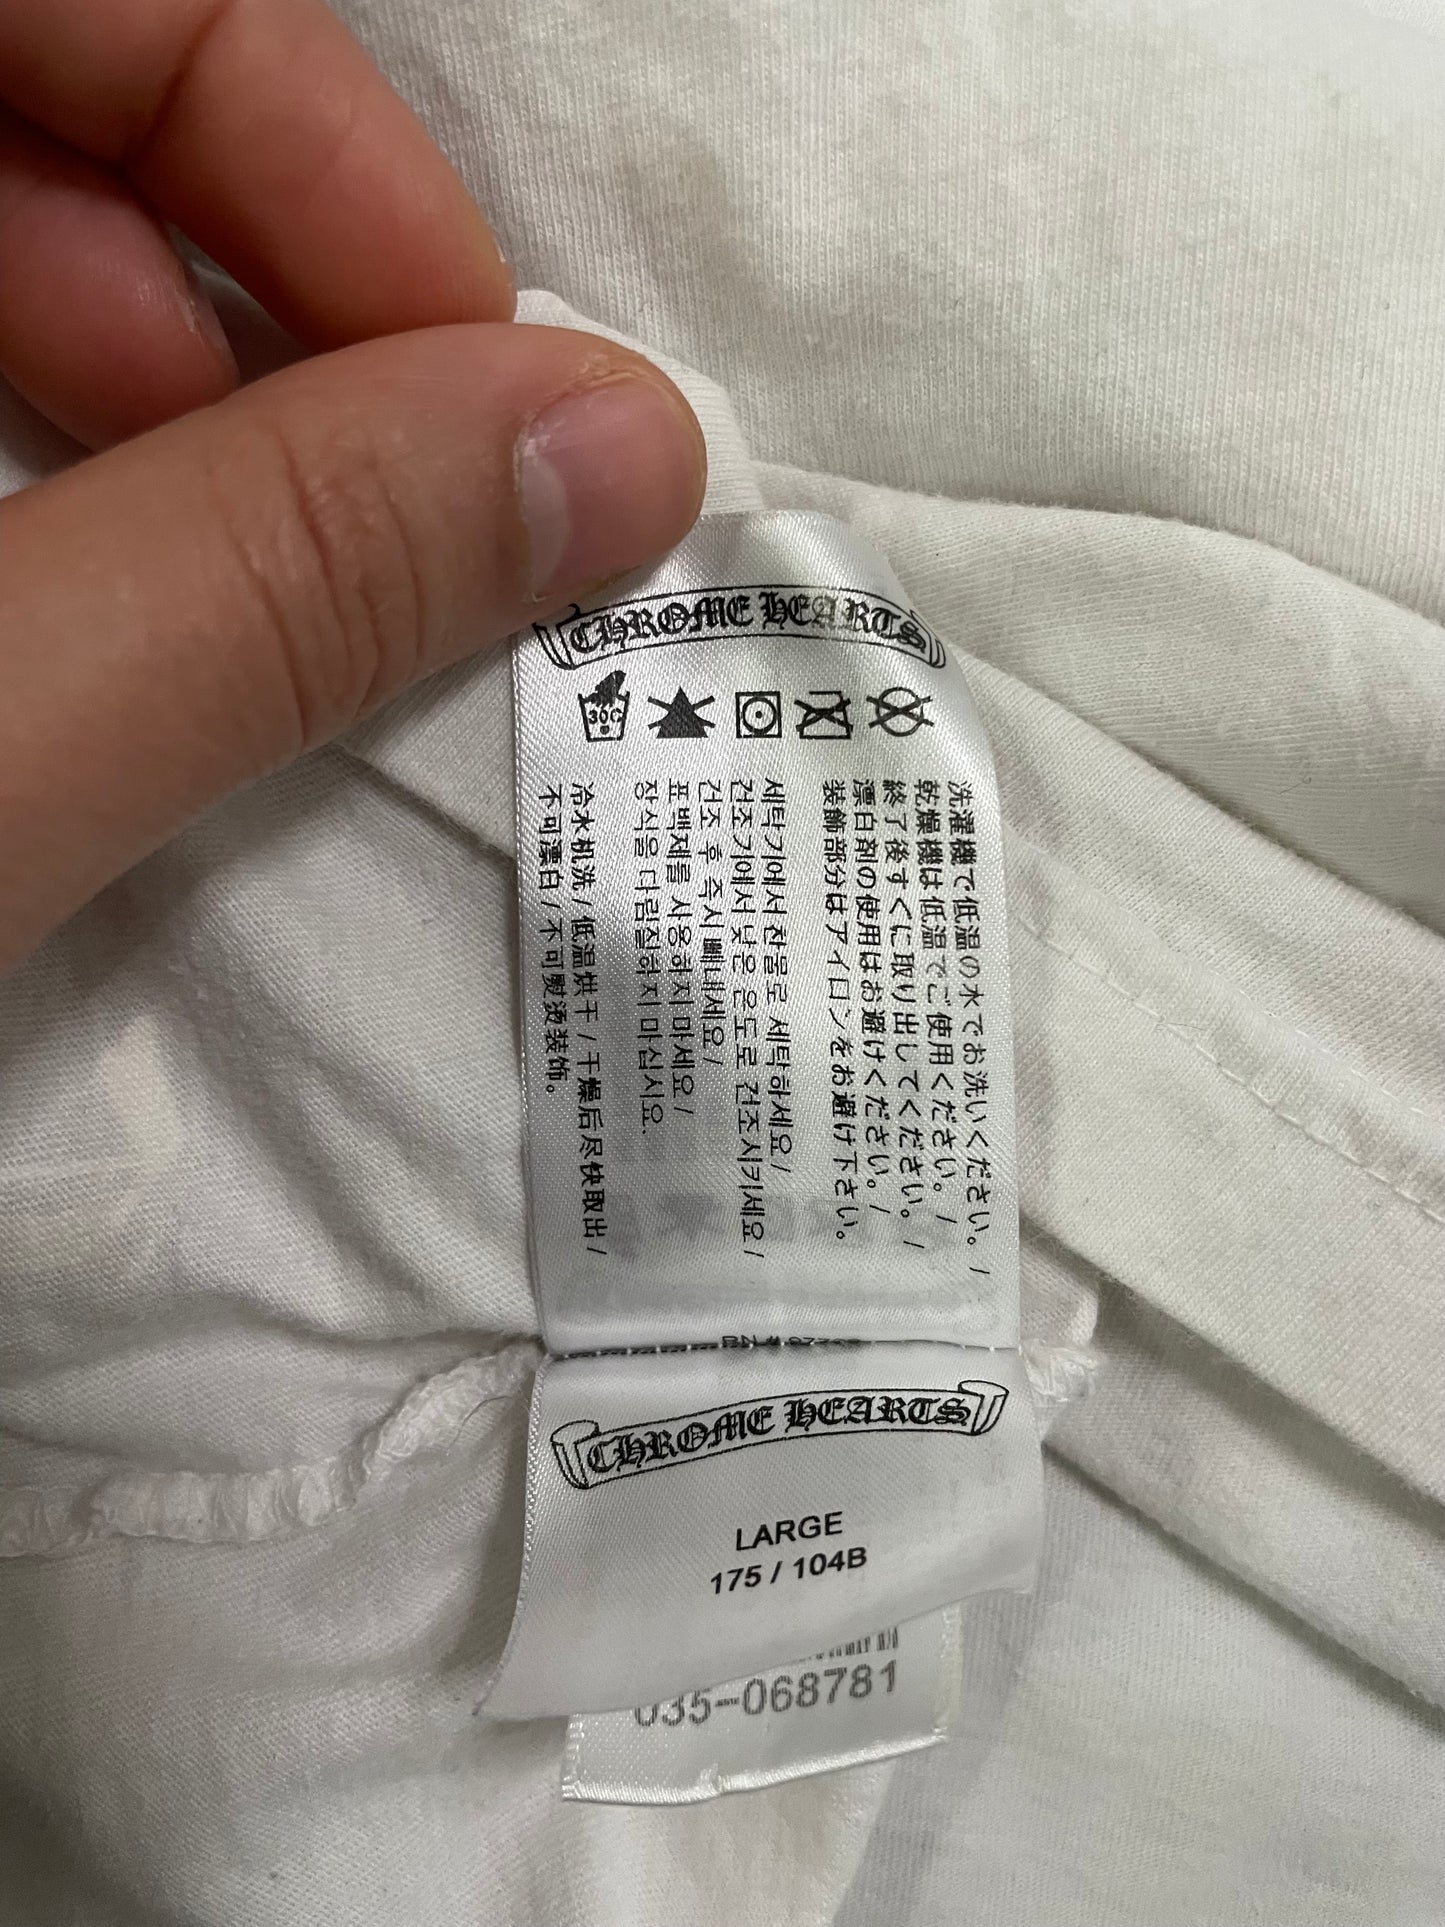 CHROME HEARTS
30C
洗濯機で低温の水でお洗いください。/
乾燥機は低温でご使用ください。/
終了後すぐに取り出してください。/
漂白剤の使用はお避けください。/
装飾部分はアイロンをお避け下さい。
세탁기에서 찬물로 세탁하세요/
건조기에서 낮은 온도로 건조시키세요/
건조 후 즉시 빼내세요/
표백제를 사용하지 마세요/
장식을 다림질하지 마십시요.
冷水机洗/低温烘干/干燥后尽快取出/
不可漂白/不可熨烫装饰。
CHROME HEARTS
LARGE
175 / 104B
035-068781